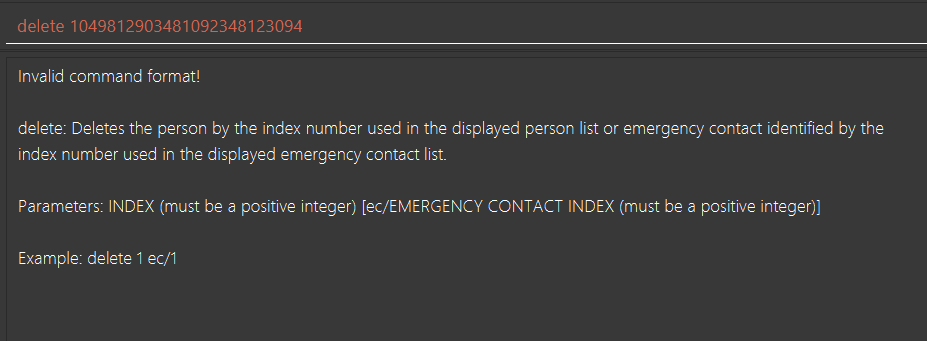 delete 1049812903481092348123094
Invalid command format!
delete: Deletes the person by the index number used in the displayed person list or emergency contact identified by the
index number used in the displayed emergency contact list.
Parameters: INDEX (must be a positive integer) [ec/EMERGENCY CONTACT INDEX (must be a positive integer)]
Example: delete 1 ec/1